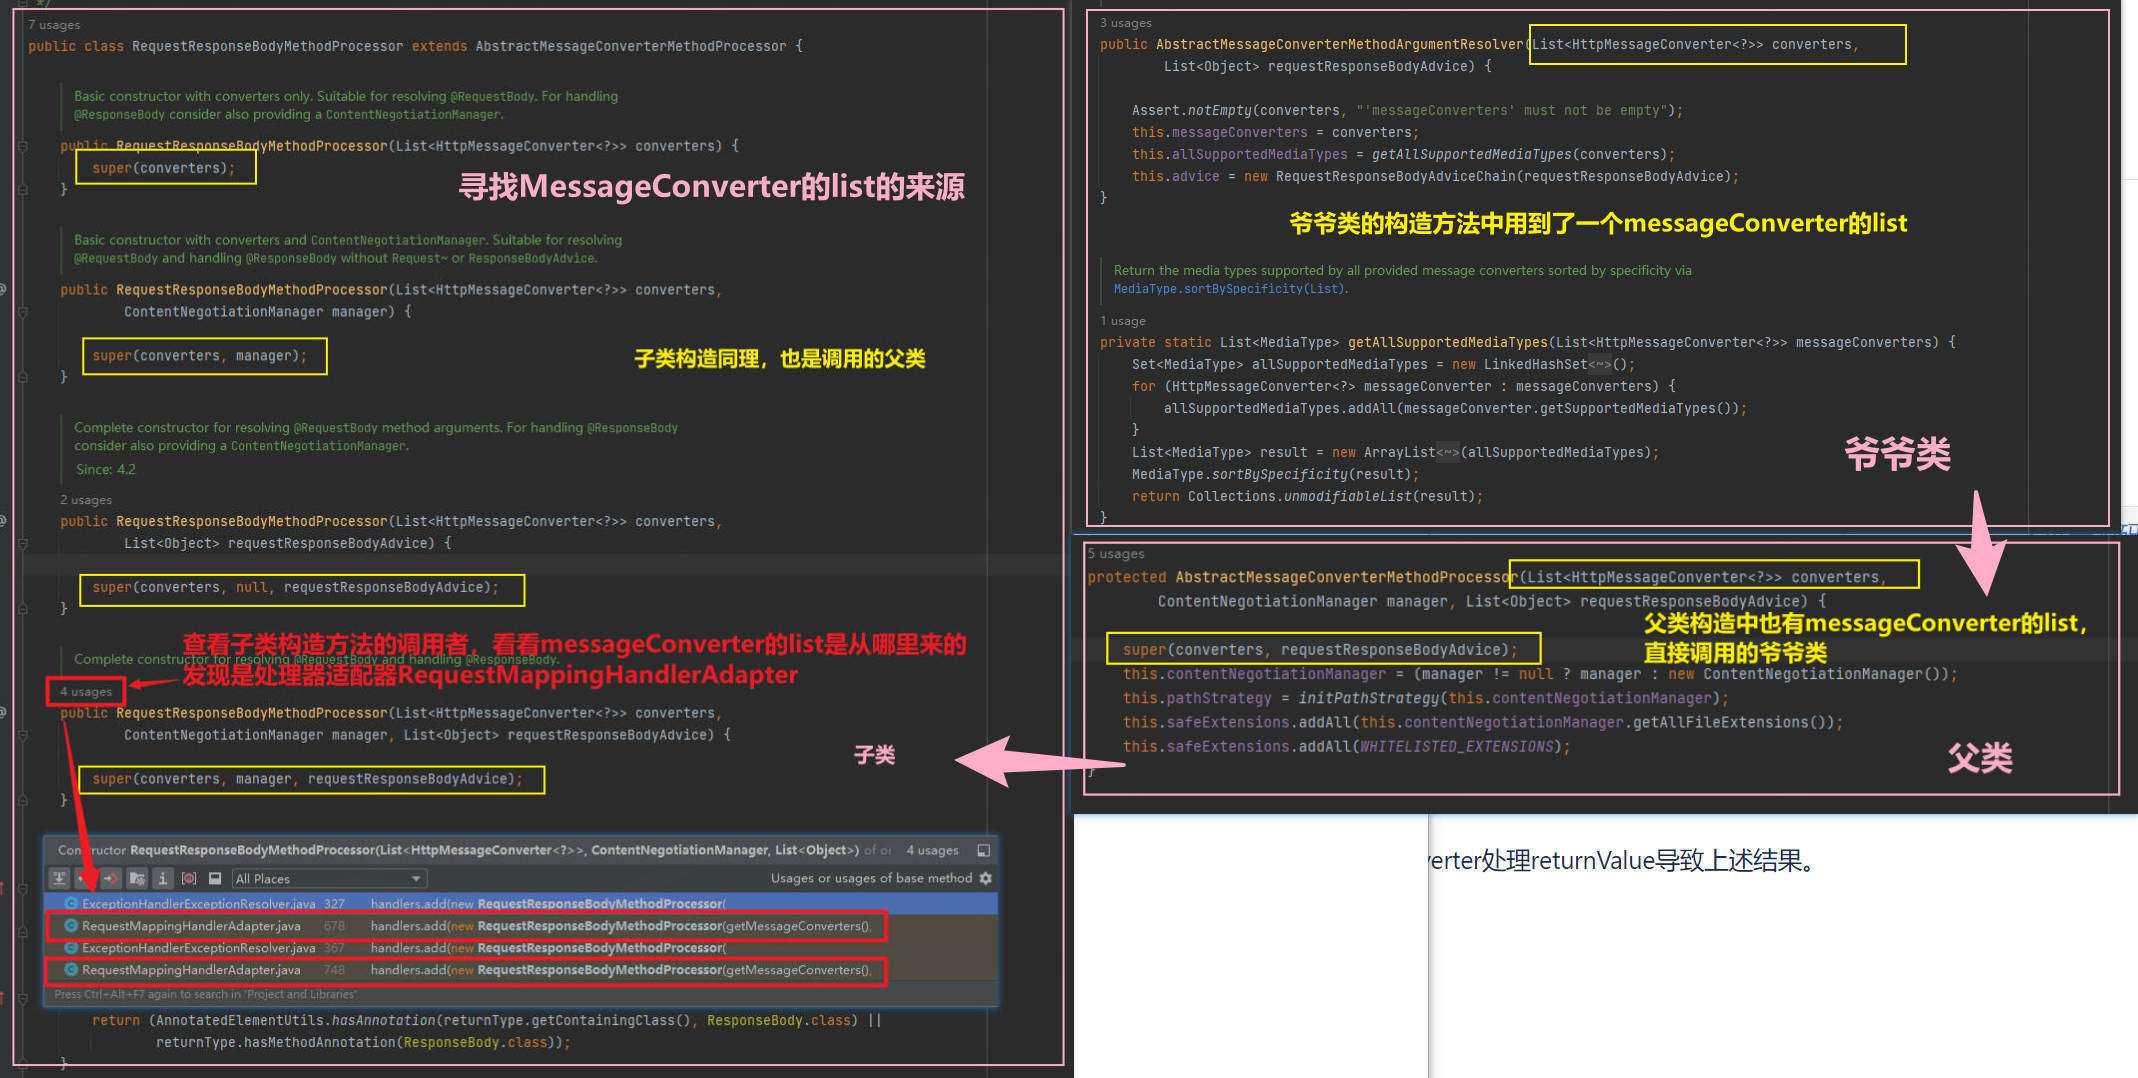 */
7 usages
public class RequestResponseBodyMethodProcessor extends AbstractMessageConverterMethodProcessor {
Basic constructor with converters only. Suitable for resolving @RequestBody. For handling
@ResponseBody consider also providing a ContentNegotiationManager.
public RequestResponseBodyMethodProcessor(List<HttpMessageConverter<?>> converters) {
super(converters);
}
寻找MessageConverter的list的来源
Basic constructor with converters and ContentNegotiationManager. Suitable for resolving
@RequestBody and handling @ResponseBody without Request~ or ResponseBodyAdvice.
public RequestResponseBodyMethodProcessor(List<HttpMessageConverter<?>> converters,
ContentNegotiationManager manager) {
super(converters, manager);
子类构造同理，也是调用的父类
}
Complete constructor for resolving @RequestBody method arguments. For handling @ResponseBody
consider also providing a ContentNegotiationManager.
Since: 4.2
2 usages
public RequestResponseBodyMethodProcessor(List<HttpMessageConverter<?>> converters,
List<Object> requestResponseBodyAdvice) {
super(converters, null, requestResponseBodyAdvice);
}
查看子类构造方法的调用者，看看messageConverter的list是从哪里来的
Complete constructor for resolving @RequestBody and handling @ResponseBody.
发现是处理器适配器RequestMappingHandlerAdapter
4 usages
public RequestResponseBodyMethodProcessor(List<HttpMessageConverter<?>> converters,
ContentNegotiationManager manager, List<Object> requestResponseBodyAdvice) {
子类
super(converters, manager, requestResponseBodyAdvice);
}
Constructor RequestResponseBodyMethodProcessor(List<HttpMessageConverter<?>>, ContentNegotiationManager, List<Object>) of or 4 usages
All Places
Usages or usages of base method
ExceptionHandlerExceptionResolver.java 327 handlers.add(new RequestResponseBodyMethodProcessor(
RequestMappingHandlerAdapter.java 678 handlers.add(new RequestResponseBodyMethodProcessor(getMessageConverters(),
ExceptionHandlerExceptionResolver.java 367 handlers.add(new RequestResponseBodyMethodProcessor(
RequestMappingHandlerAdapter.java 748 handlers.add(new RequestResponseBodyMethodProcessor(getMessageConverters(),
Press Ctrl+Alt+F7 again to search in 'Project and Libraries'
return (AnnotatedElementUtils.hasAnnotation(returnType.getContainingClass(), ResponseBody.class) ||
returnType.hasMethodAnnotation(ResponseBody.class));
}
3 usages
public AbstractMessageConverterMethodArgumentResolver(List<HttpMessageConverter<?>> converters,
List<Object> requestResponseBodyAdvice) {
Assert.notEmpty(converters, "'messageConverters' must not be empty");
this.messageConverters = converters;
this.allSupportedMediaTypes = getAllSupportedMediaTypes(converters);
this.advice = new RequestResponseBodyAdviceChain(requestResponseBodyAdvice);
}
爷爷类的构造方法中用到了一个messageConverter的list
Return the media types supported by all provided message converters sorted by specificity via
MediaType.sortBySpecificity(List).
1 usage
private static List<MediaType> getAllSupportedMediaTypes(List<HttpMessageConverter<?>> messageConverters) {
Set<MediaType> allSupportedMediaTypes = new LinkedHashSet<~>();
for (HttpMessageConverter<?> messageConverter : messageConverters) {
allSupportedMediaTypes.addAll(messageConverter.getSupportedMediaTypes());
}
List<MediaType> result = new ArrayList<~>(allSupportedMediaTypes);
爷爷类
MediaType.sortBySpecificity(result);
return Collections.unmodifiableList(result);
}
5 usages
protected AbstractMessageConverterMethodProcessor(List<HttpMessageConverter<?>> converters,
ContentNegotiationManager manager, List<Object> requestResponseBodyAdvice) {
父类构造中也有messageConverter的list，
直接调用的爷爷类
super(converters, requestResponseBodyAdvice);
this.contentNegotiationManager = (manager != null ? manager : new ContentNegotiationManager());
this.pathStrategy = initPathStrategy(this.contentNegotiationManager);
this.safeExtensions.addAll(this.contentNegotiationManager.getAllFileExtensions());
this.safeExtensions.addAll(WHITELISTED_EXTENSIONS);
父类
}
verter处理returnValue导致上述结果。